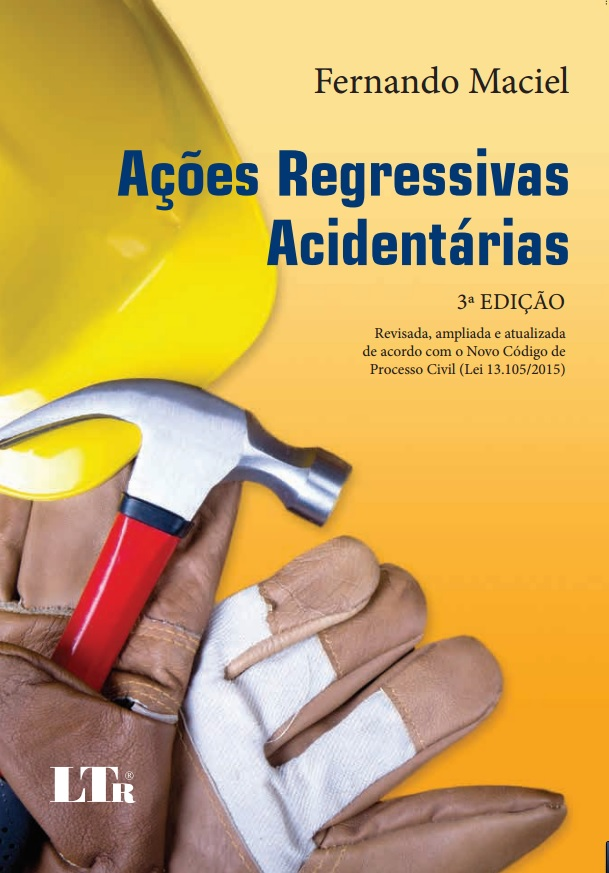 Fernando Maciel
Ações Regressivas
Acidentárias
3ª EDIÇÃO
Revisada, ampliada e atualizada
de acordo com o Novo Código de
Processo Civil (Lei 13.105/2015)
LTR®